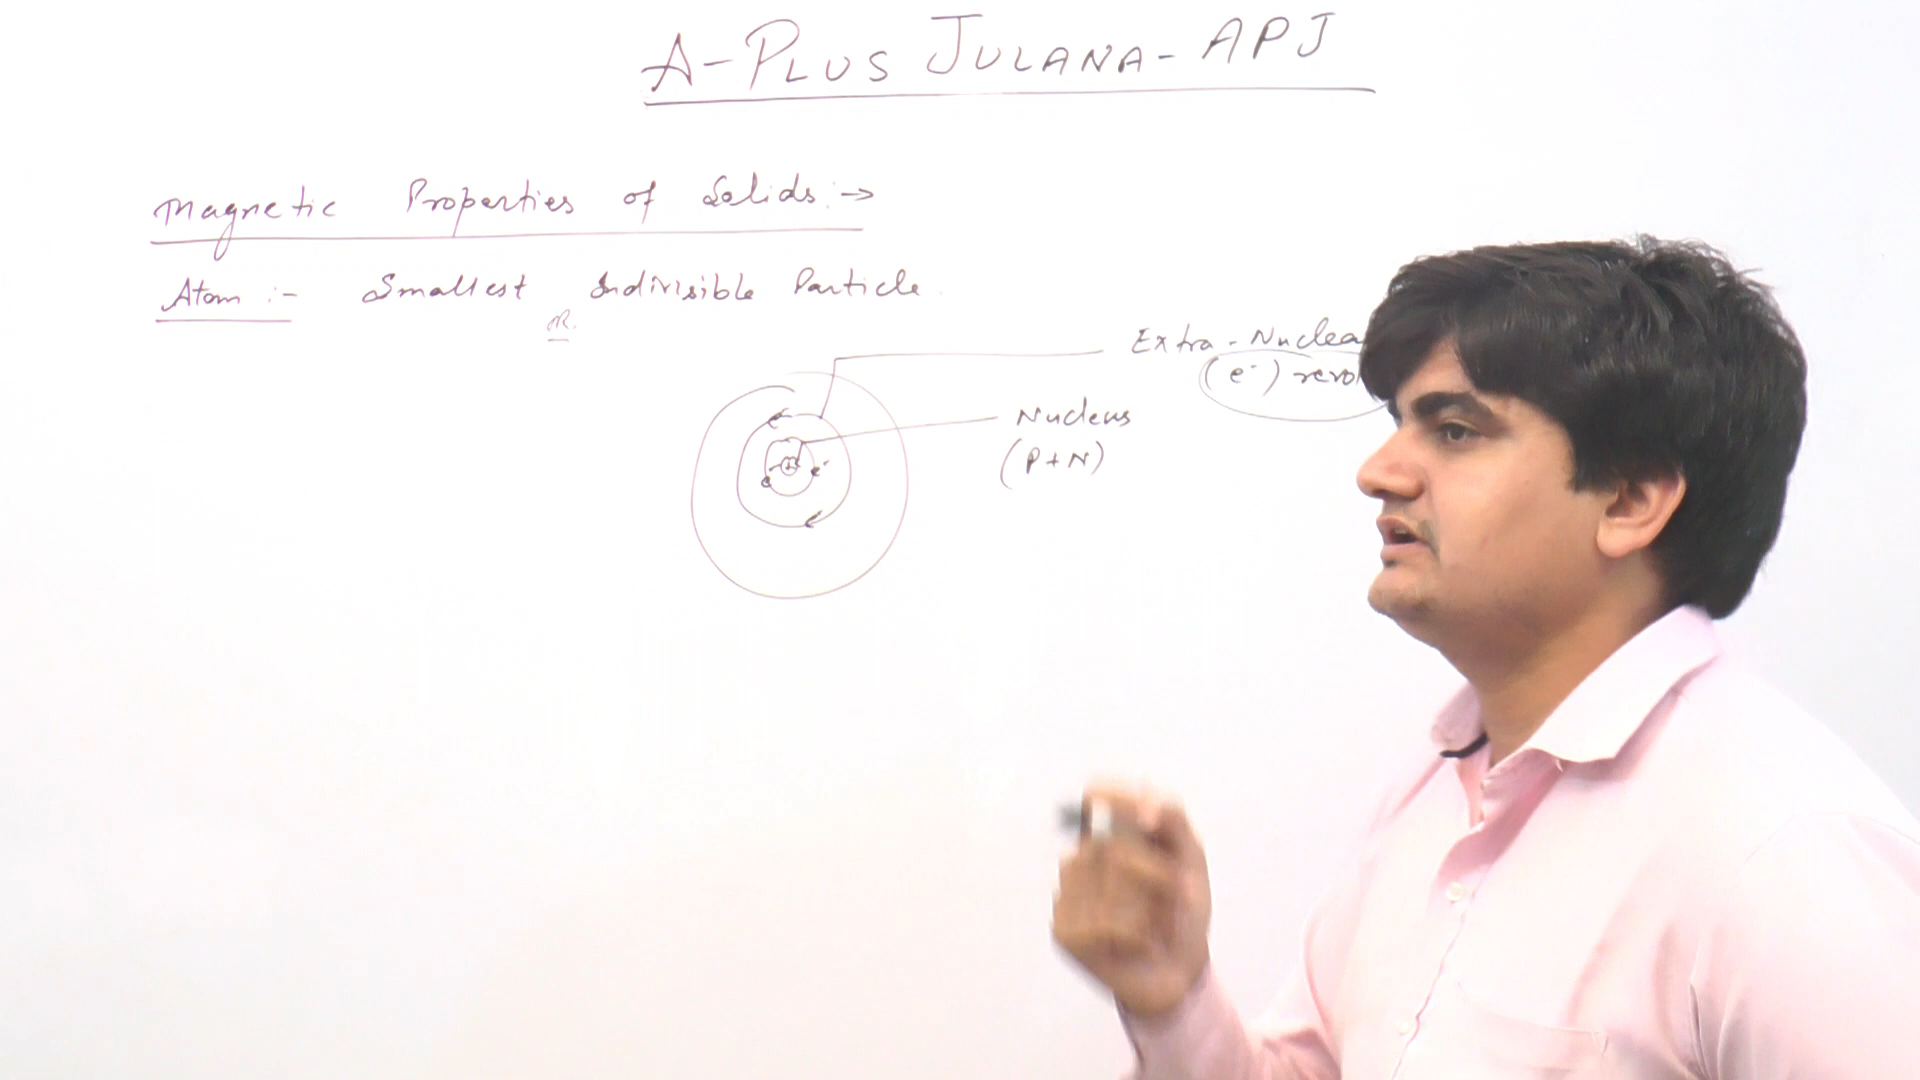 A-PLUS JULANA-APJ
Magnetic Properties of Solids:→
Atom :- Smallest Indivisible Particle
Extra-Nuclea
(e⁻) revol
Nucleus
(P+N)
e⁻